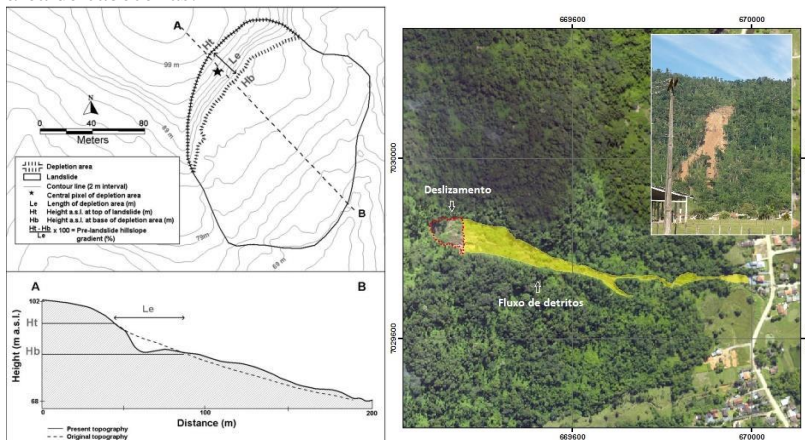 A
Ht
Le
Hb
99 m
89 m
79m
69 m
B
N
0 40 80
Meters
Depletion area
Landslide
Contour line (2 m interval)
Central pixel of depletion area
Le Length of depletion area (m)
Ht Height a.s.l. at top of landslide (m)
Hb Height a.s.l. at base of depletion area (m)
Ht - Hb
Le
x 100 = Pre-landslide hillslope
gradient (%)
A B
102
Le
Ht
Hb
68
Height (m a.s.l.)
0 100 200
Distance (m)
Present topography
Original topography
669600 670000
7030000
7029600
Deslizamento
Fluxo de detritos
669600 670000